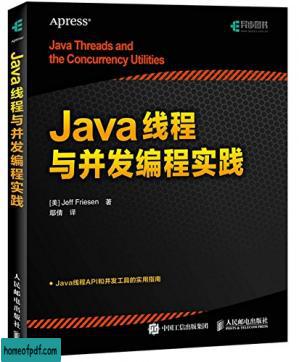 Apress®
异步图书
Java Threads and
the Concurrency Utilities
Java线程
与并发编程实践
[美] Jeff Friesen 著
鄢倩 译
• Java线程API和并发工具的实用指南
中国工信出版集团
人民邮电出版社
Java线程与并发编程实践
人民邮电出版社
homeofpdf.com